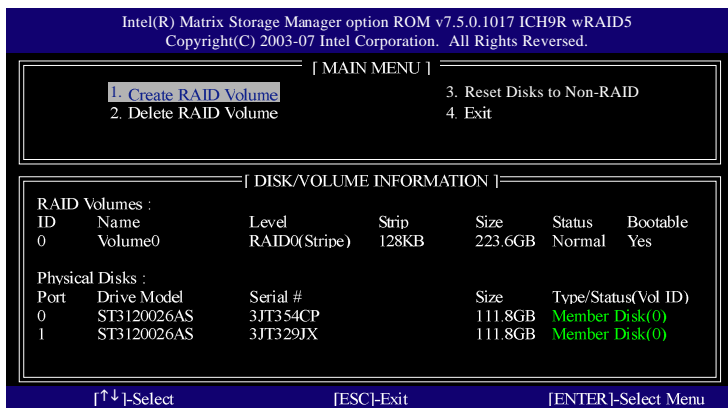 Intel(R) Matrix Storage Manager option ROM v7.5.0.1017 ICH9R wRAID5
Copyright(C) 2003-07 Intel Corporation.  All Rights Reversed.
[ MAIN MENU ]
1. Create RAID Volume 3. Reset Disks to Non-RAID
2. Delete RAID Volume 4. Exit
[ DISK/VOLUME INFORMATION ]
RAID Volumes :
ID Name Level Strip Size Status Bootable
0 Volume0 RAID0(Stripe) 128KB 223.6GB Normal Yes
Physical Disks :
Port Drive Model Serial # Size Type/Status(Vol ID)
0 ST3120026AS 3JT354CP 111.8GB Member Disk(0)
1 ST3120026AS 3JT329JX 111.8GB Member Disk(0)
[↑↓]-Select [ESC]-Exit [ENTER]-Select Menu